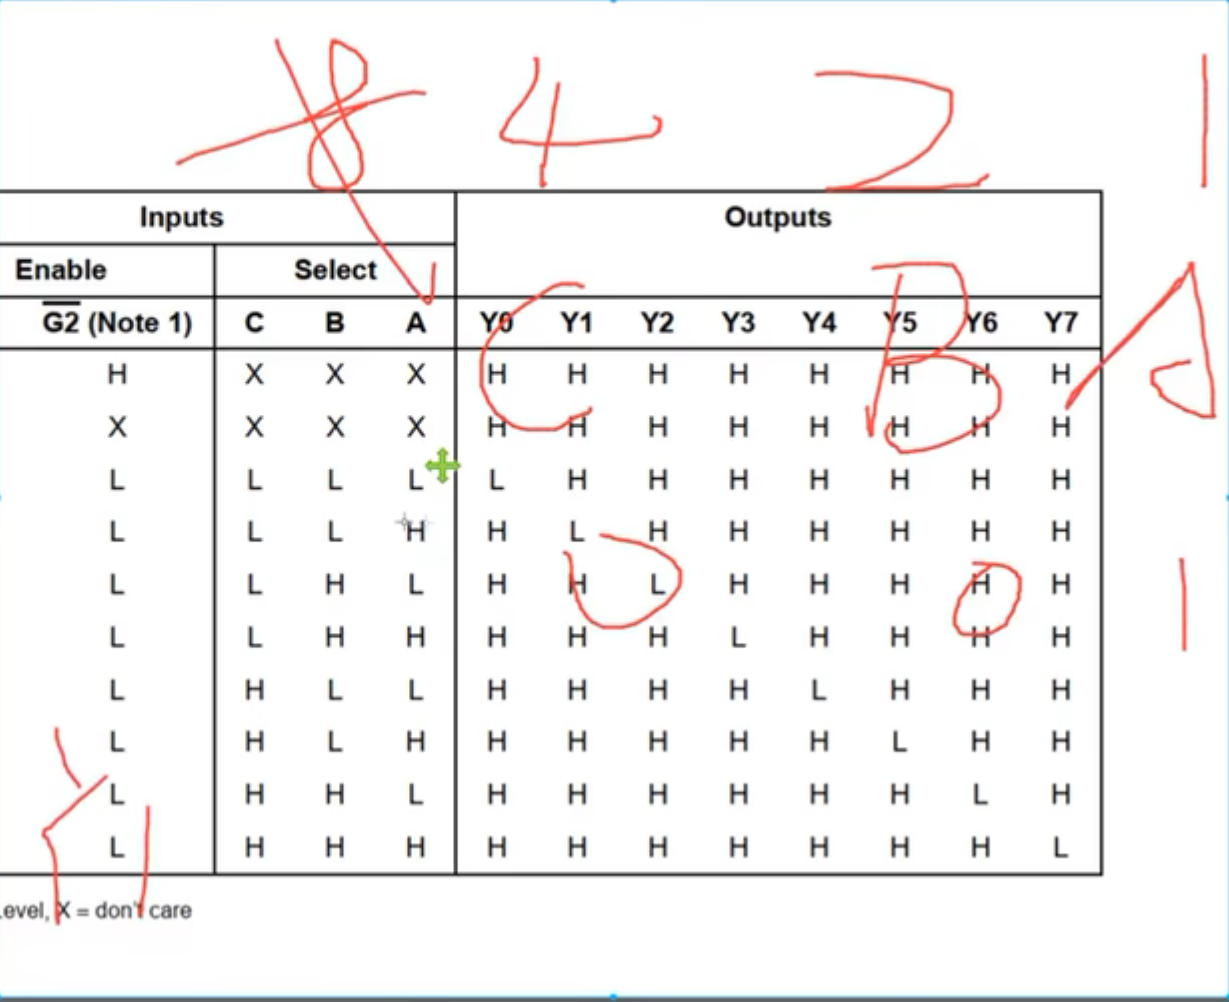 8 4 2 1
Inputs Outputs
Enable Select
G2 (Note 1) C B A Y0 Y1 Y2 Y3 Y4 Y5 Y6 Y7
C B A
H X X X H H H H H H H H
X X X X H H H H H H H H
L L L L L H H H H H H H
L L L H H L H H H H H H
L L H L H H L H H H H H
0 0 1
L L H H H H H L H H H H
L H L L H H H H L H H H
L H L H H H H H H L H H
L H H L H H H H H H L H
L H H H H H H H H H H L
Y1
evel, X = don't care